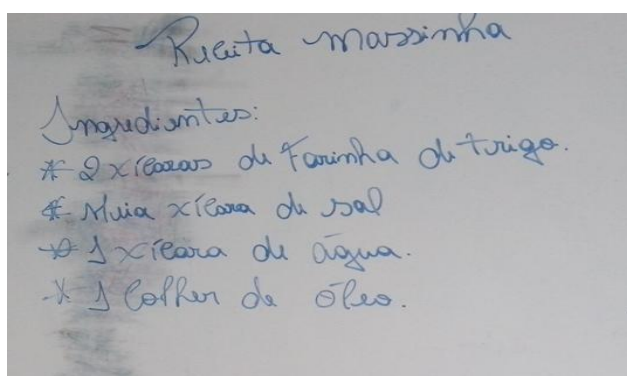 Receita massinha
Ingredientes:
* 2 xícaras de Farinha de trigo.
* Meia xícara de sal
* 1 xícara de água.
* 1 colher de óleo.